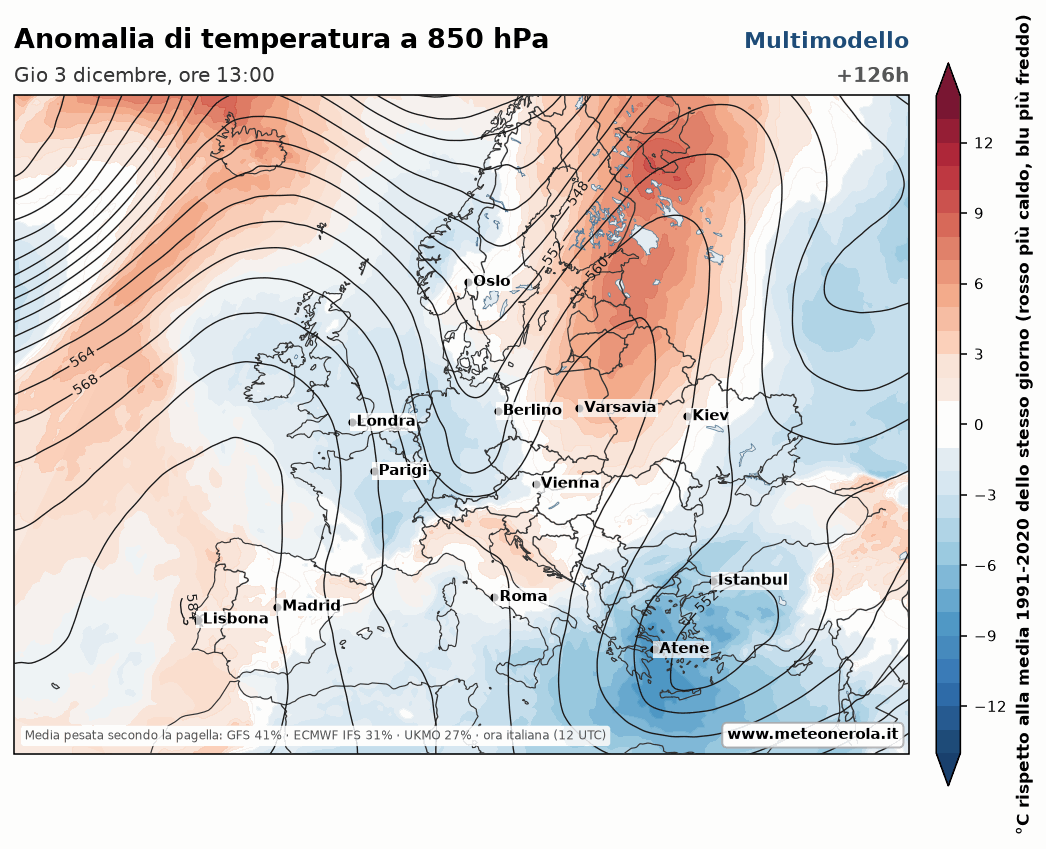 Anomalia di temperatura a 850 hPa
Multimodello
Gio 3 dicembre, ore 13:00
+126h
548
552
560
Oslo
564
568
Berlino
Varsavia
Kiev
Londra
Parigi
Vienna
Istanbul
Roma
552
584
Madrid
Lisbona
Atene
Media pesata secondo la pagella: GFS 41% · ECMWF IFS 31% · UKMO 27% · ora italiana (12 UTC)
www.meteonerola.it
12
9
6
3
0
−3
−6
−9
−12
°C rispetto alla media 1991-2020 dello stesso giorno (rosso più caldo, blu più freddo)